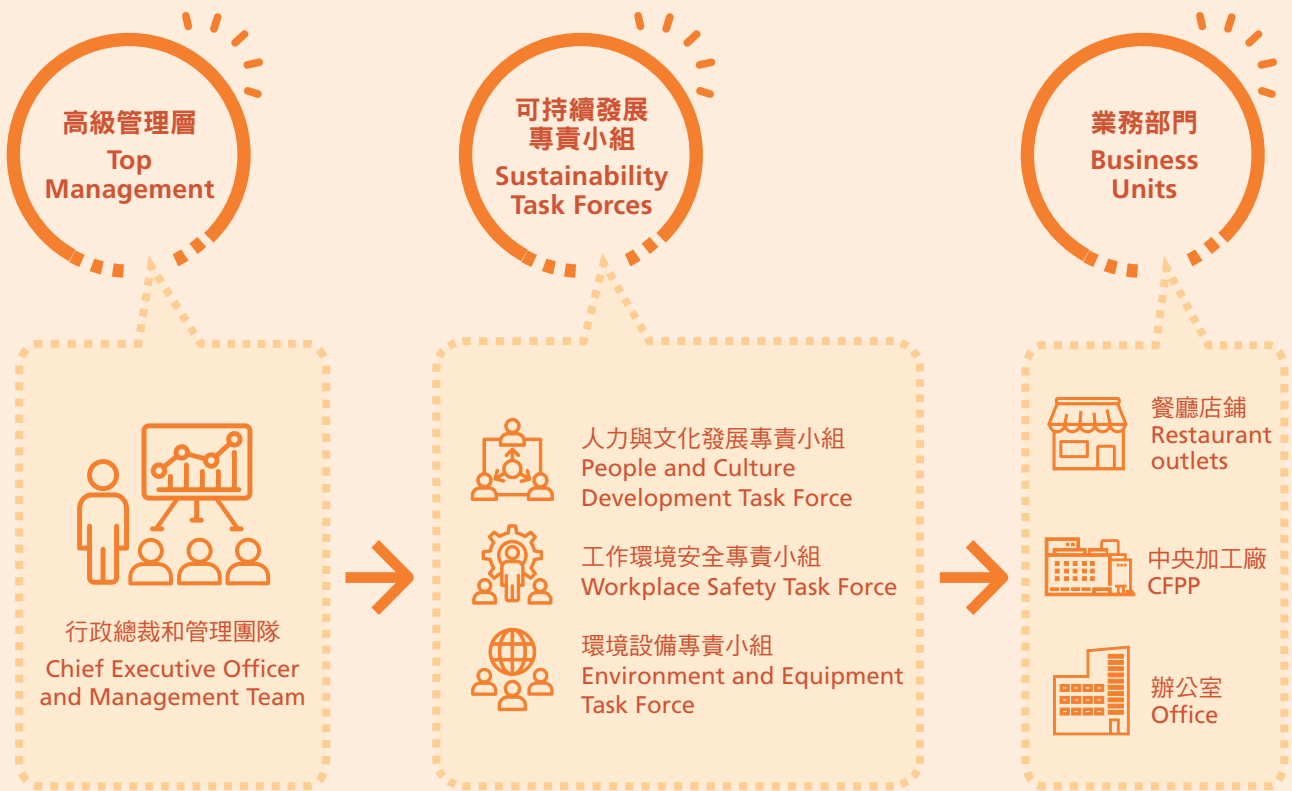 高級管理層
Top
Management
行政總裁和管理團隊
Chief Executive Officer
and Management Team
可持續發展
專責小組
Sustainability
Task Forces
人力與文化發展專責小組
People and Culture
Development Task Force
工作環境安全專責小組
Workplace Safety Task Force
環境設備專責小組
Environment and Equipment
Task Force
業務部門
Business
Units
餐廳店鋪
Restaurant
outlets
中央加工廠
CFPP
辦公室
Office